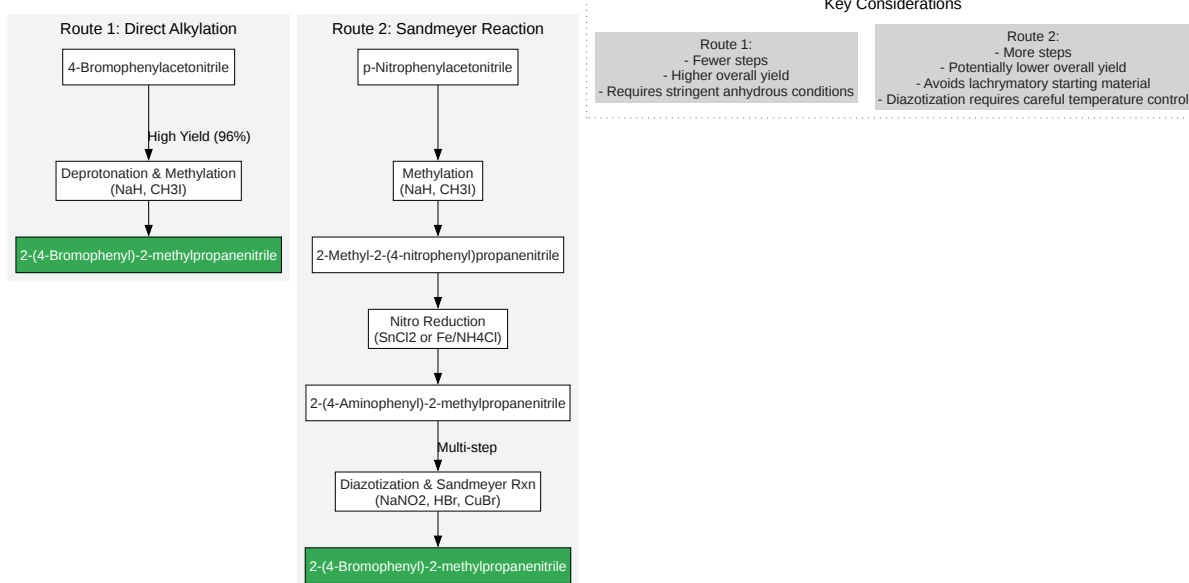 Route 1: Direct Alkylation
4-Bromophenylacetonitrile
High Yield (96%)
Deprotonation & Methylation
(NaH, CH3I)
2-(4-Bromophenyl)-2-methylpropanenitrile
Route 2: Sandmeyer Reaction
p-Nitrophenylacetonitrile
Methylation
(NaH, CH3I)
2-Methyl-2-(4-nitrophenyl)propanenitrile
Nitro Reduction
(SnCl2 or Fe/NH4Cl)
2-(4-Aminophenyl)-2-methylpropanenitrile
Multi-step
Diazotization & Sandmeyer Rxn
(NaNO2, HBr, CuBr)
2-(4-Bromophenyl)-2-methylpropanenitrile
Key Considerations
Route 1:
- Fewer steps
- Higher overall yield
- Requires stringent anhydrous conditions
Route 2:
- More steps
- Potentially lower overall yield
- Avoids lachrymatory starting material
- Diazotization requires careful temperature control